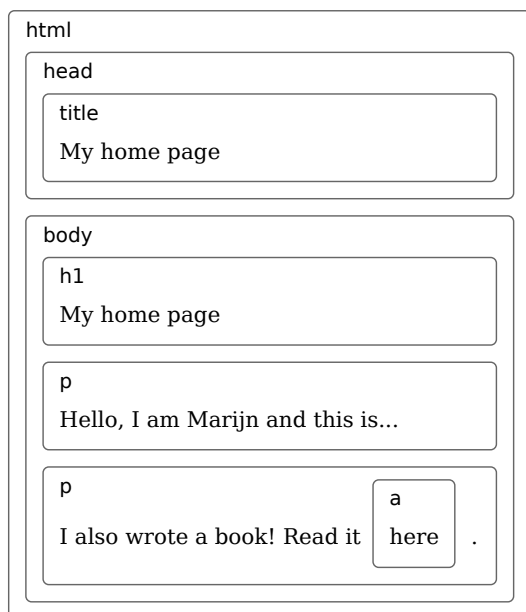 html
head
title
My home page
body
h1
My home page
p
Hello, I am Marijn and this is...
p
a
I also wrote a book! Read it here .